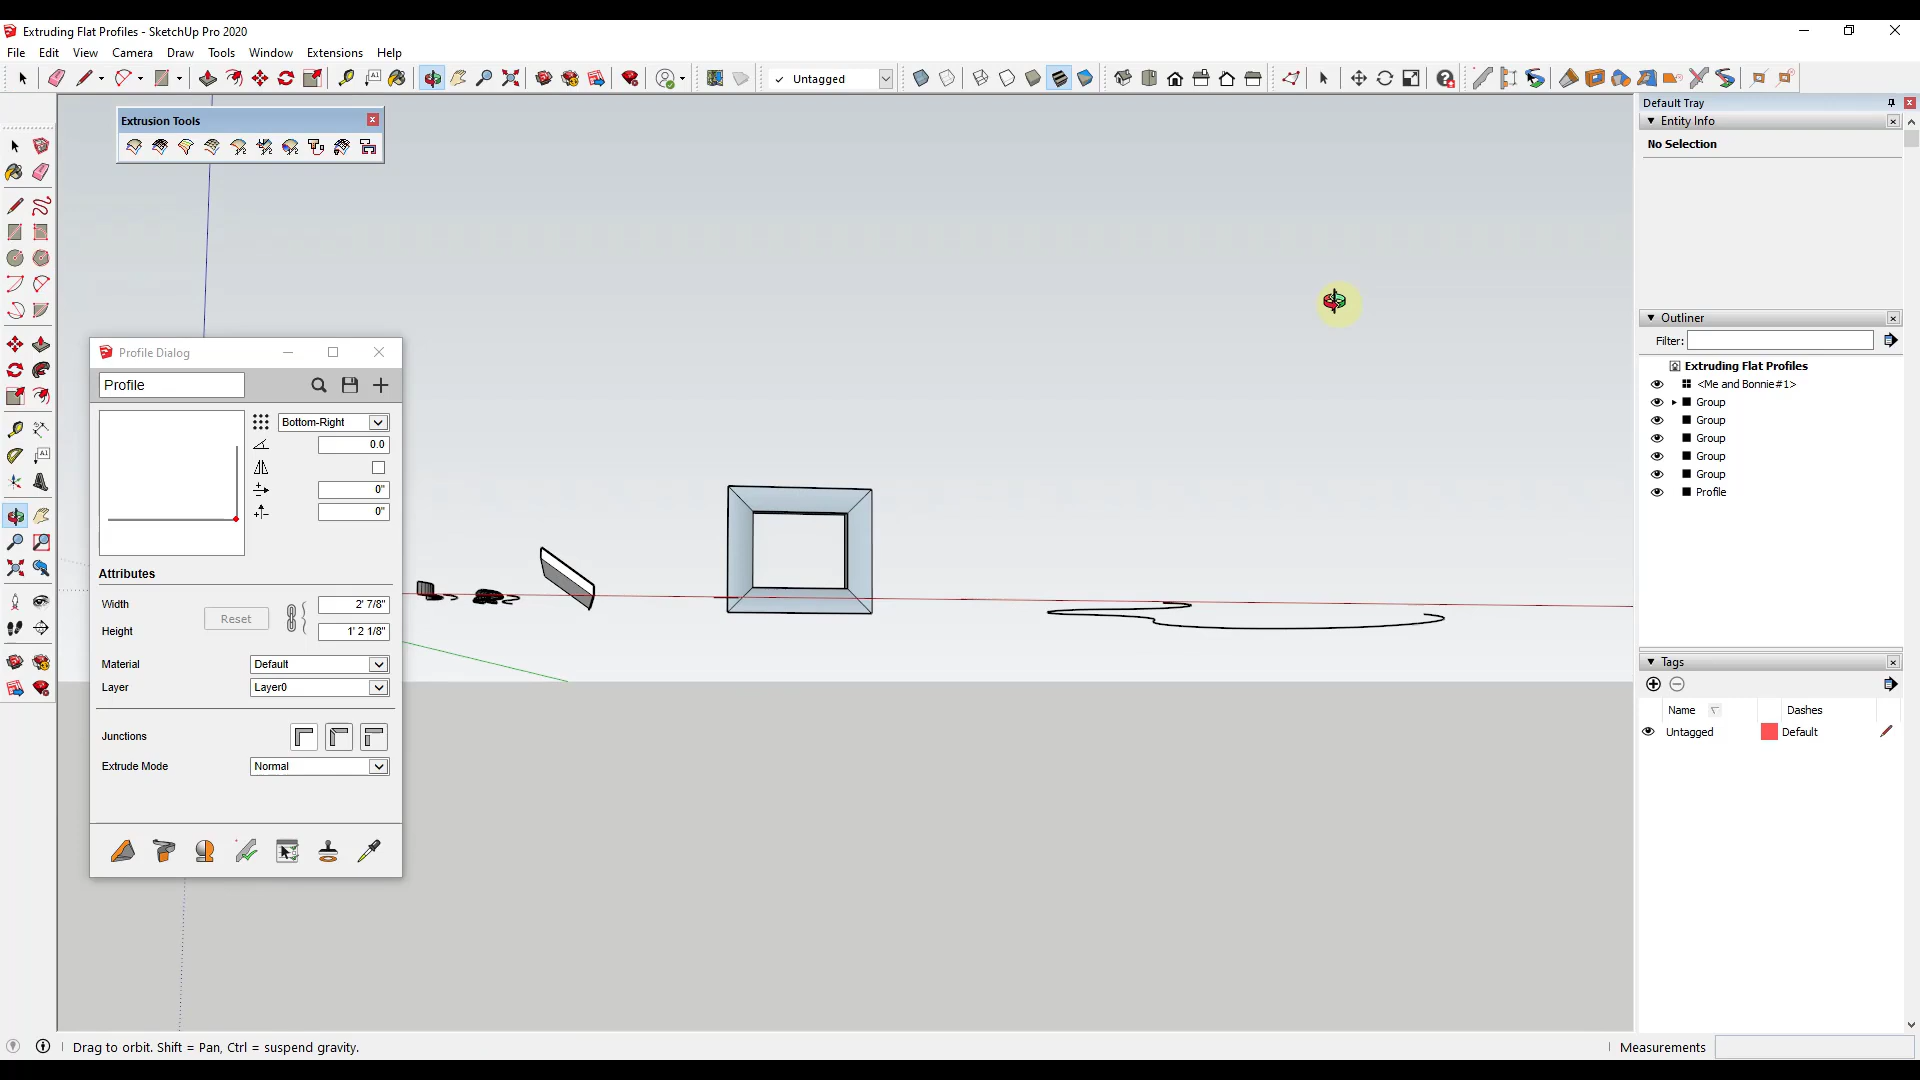 Extruding Flat Profiles - SketchUp Pro 2020
File Edit View Camera Draw Tools Window Extensions Help
Untagged
Default Tray
Extrusion Tools
Entity Info
No Selection
Outliner
Filter:
Extruding Flat Profiles
<Me and Bonnie#1>
Group
Group
Group
Group
Group
Profile
Profile Dialog
Profile
Bottom-Right
0.0
0"
0"
Attributes
Width 2' 7/8"
Reset
Height 1' 2 1/8"
Material Default
Layer Layer0
Junctions
Extrude Mode Normal
Tags
Name Dashes
Untagged Default
Drag to orbit. Shift = Pan, Ctrl = suspend gravity.
Measurements